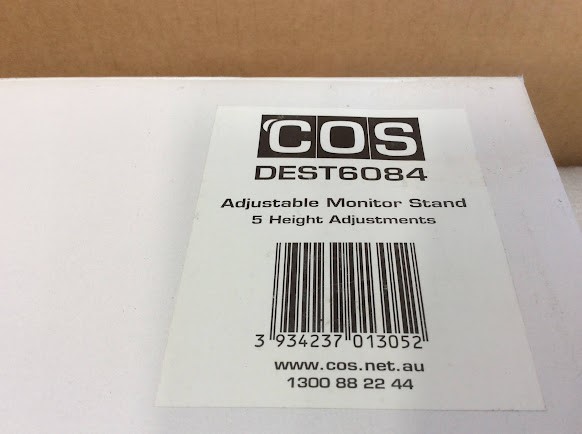 COS
DEST6084
Adjustable Monitor Stand
5 Height Adjustments
3 934237 013052
www.cos.net.au
1300 88 22 44